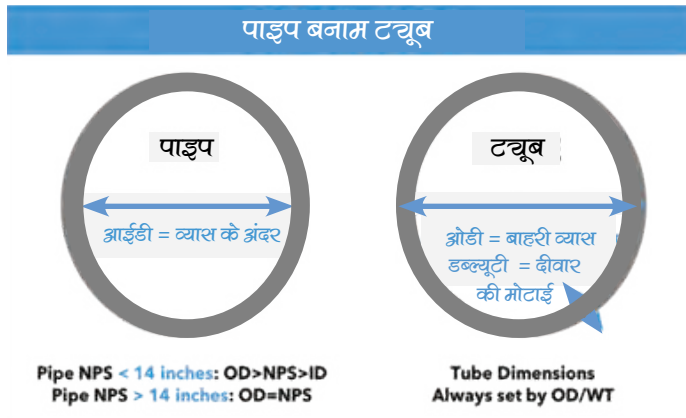 पाइप बनाम ट्यूब
पाइप
आईडी = व्यास के अंदर
ट्यूब
ओडी = बाहरी व्यास
डब्ल्यूटी = दीवार
की मोटाई
Pipe NPS < 14 inches: OD>NPS>ID
Pipe NPS > 14 inches: OD=NPS
Tube Dimensions
Always set by OD/WT